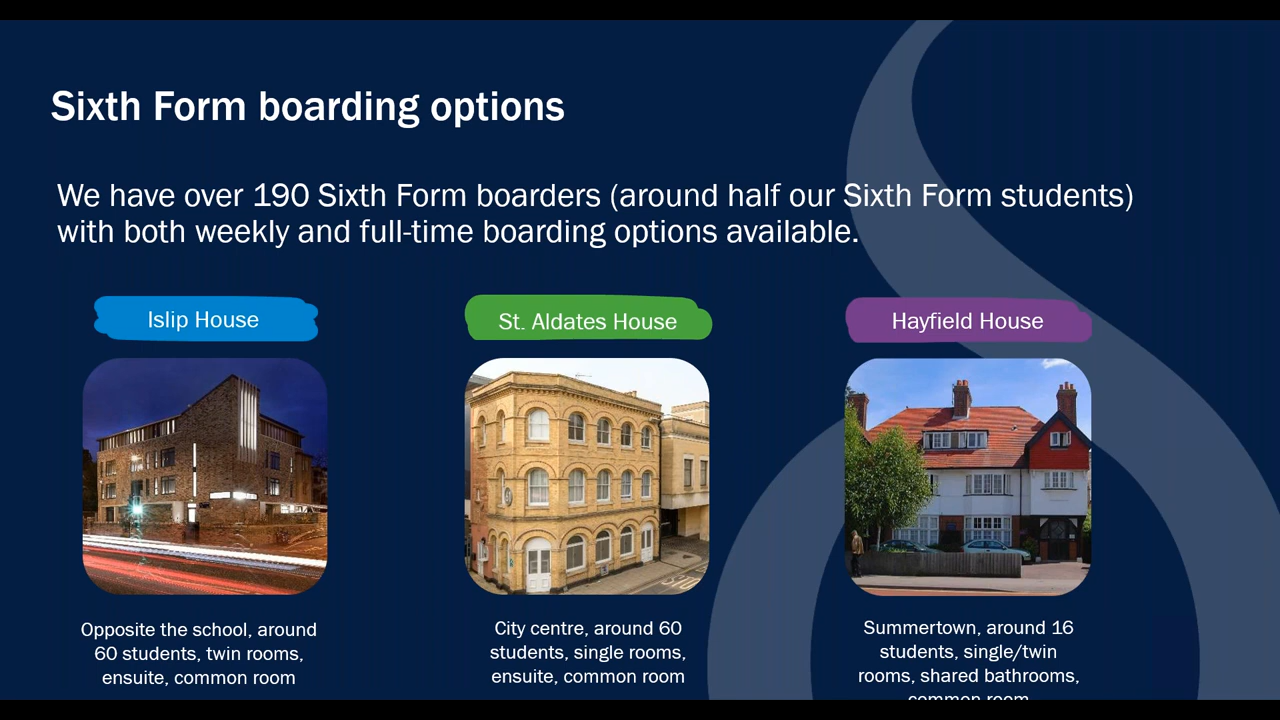 Sixth Form boarding options
We have over 190 Sixth Form boarders (around half our Sixth Form students)
with both weekly and full-time boarding options available.
Islip House
St. Aldates House
Hayfield House
Opposite the school, around
60 students, twin rooms,
ensuite, common room
City centre, around 60
students, single rooms,
ensuite, common room
Summertown, around 16
students, single/twin
rooms, shared bathrooms,
common room